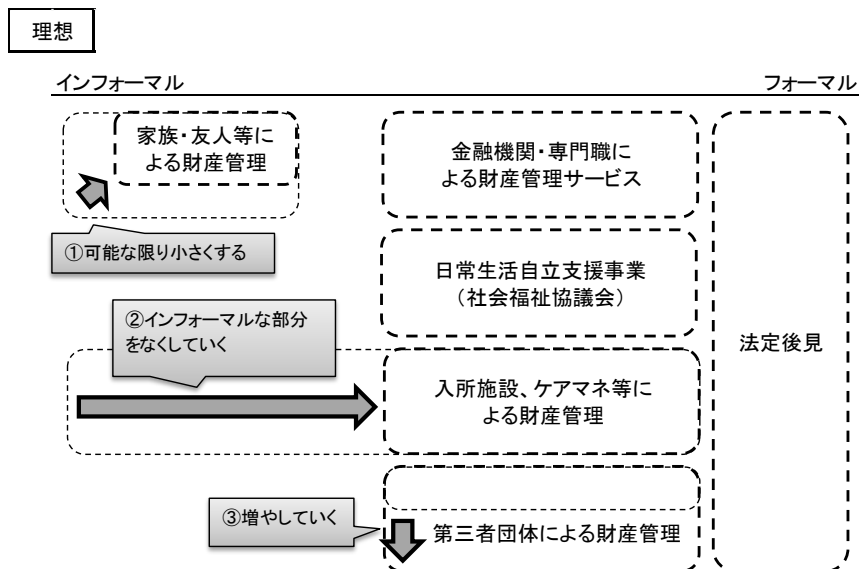 理想
インフォーマル
フォーマル
家族・友人等に
よる財産管理
金融機関・専門職に
よる財産管理サービス
①可能な限り小さくする
日常生活自立支援事業
（社会福祉協議会）
②インフォーマルな部分
をなくしていく
法定後見
入所施設、ケアマネ等に
よる財産管理
③増やしていく
第三者団体による財産管理